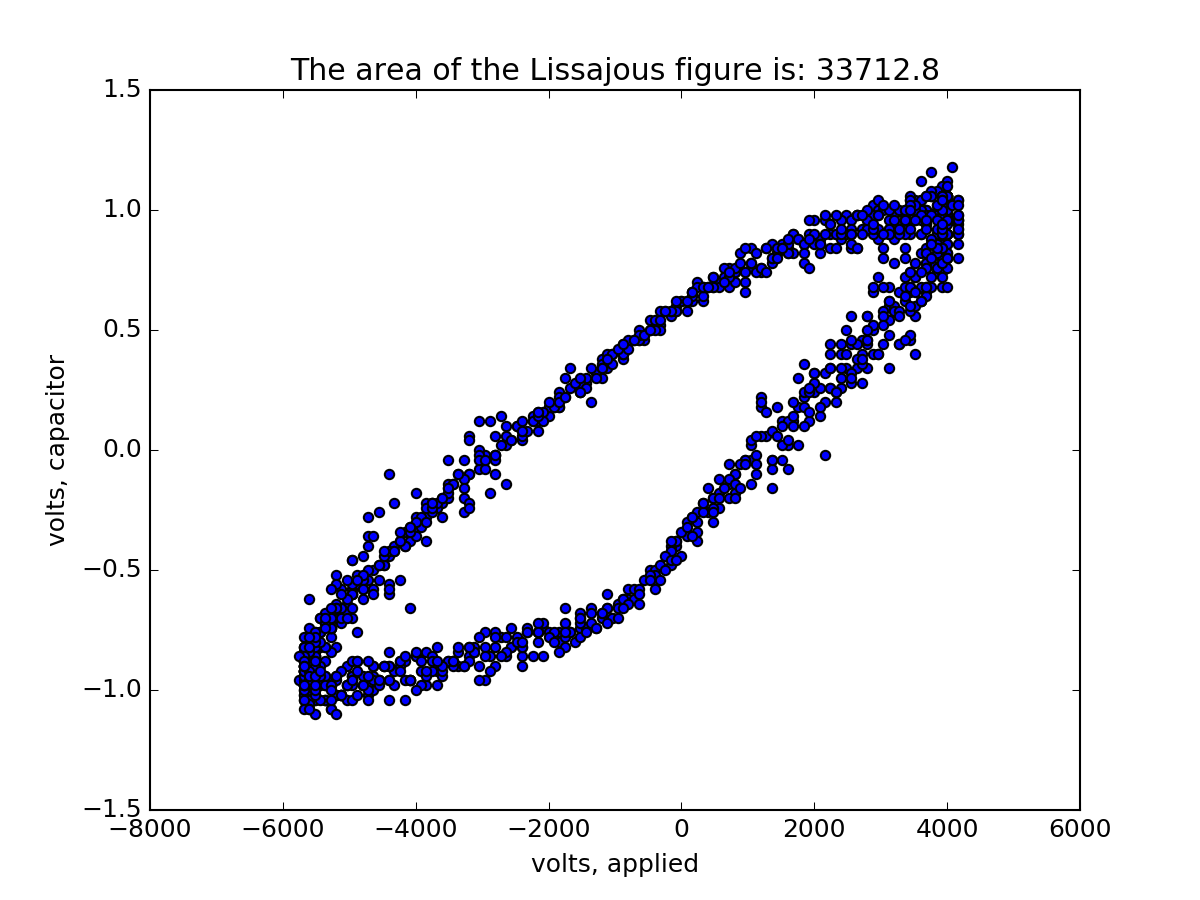 The area of the Lissajous figure is: 33712.8
1.5
1.0
0.5
0.0
−0.5
−1.0
−1.5
volts, capacitor
−8000 −6000 −4000 −2000 0 2000 4000 6000
volts, applied